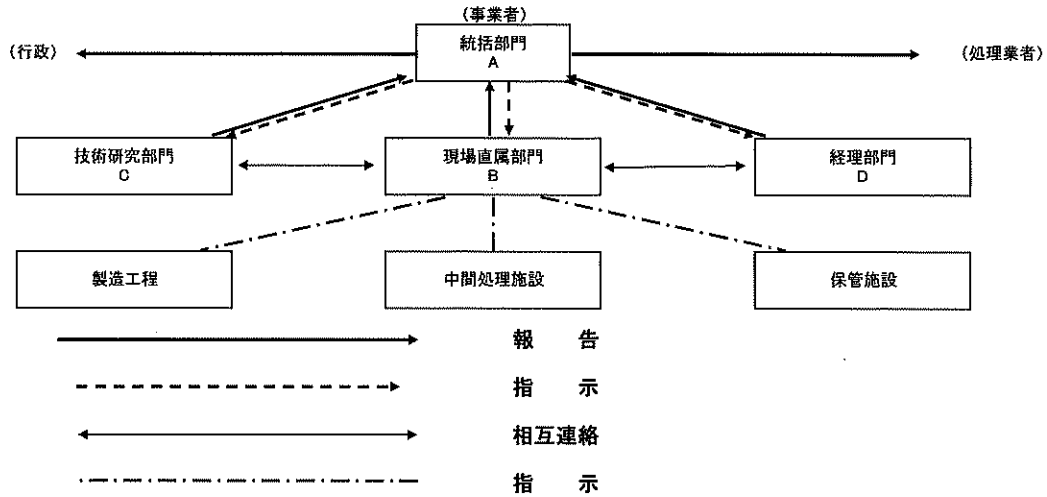 (事業者)
(行政)
統括部門
A
(処理業者)
技術研究部門
C
現場直属部門
B
経理部門
D
製造工程
中間処理施設
保管施設
報 告
指 示
相互連絡
指 示